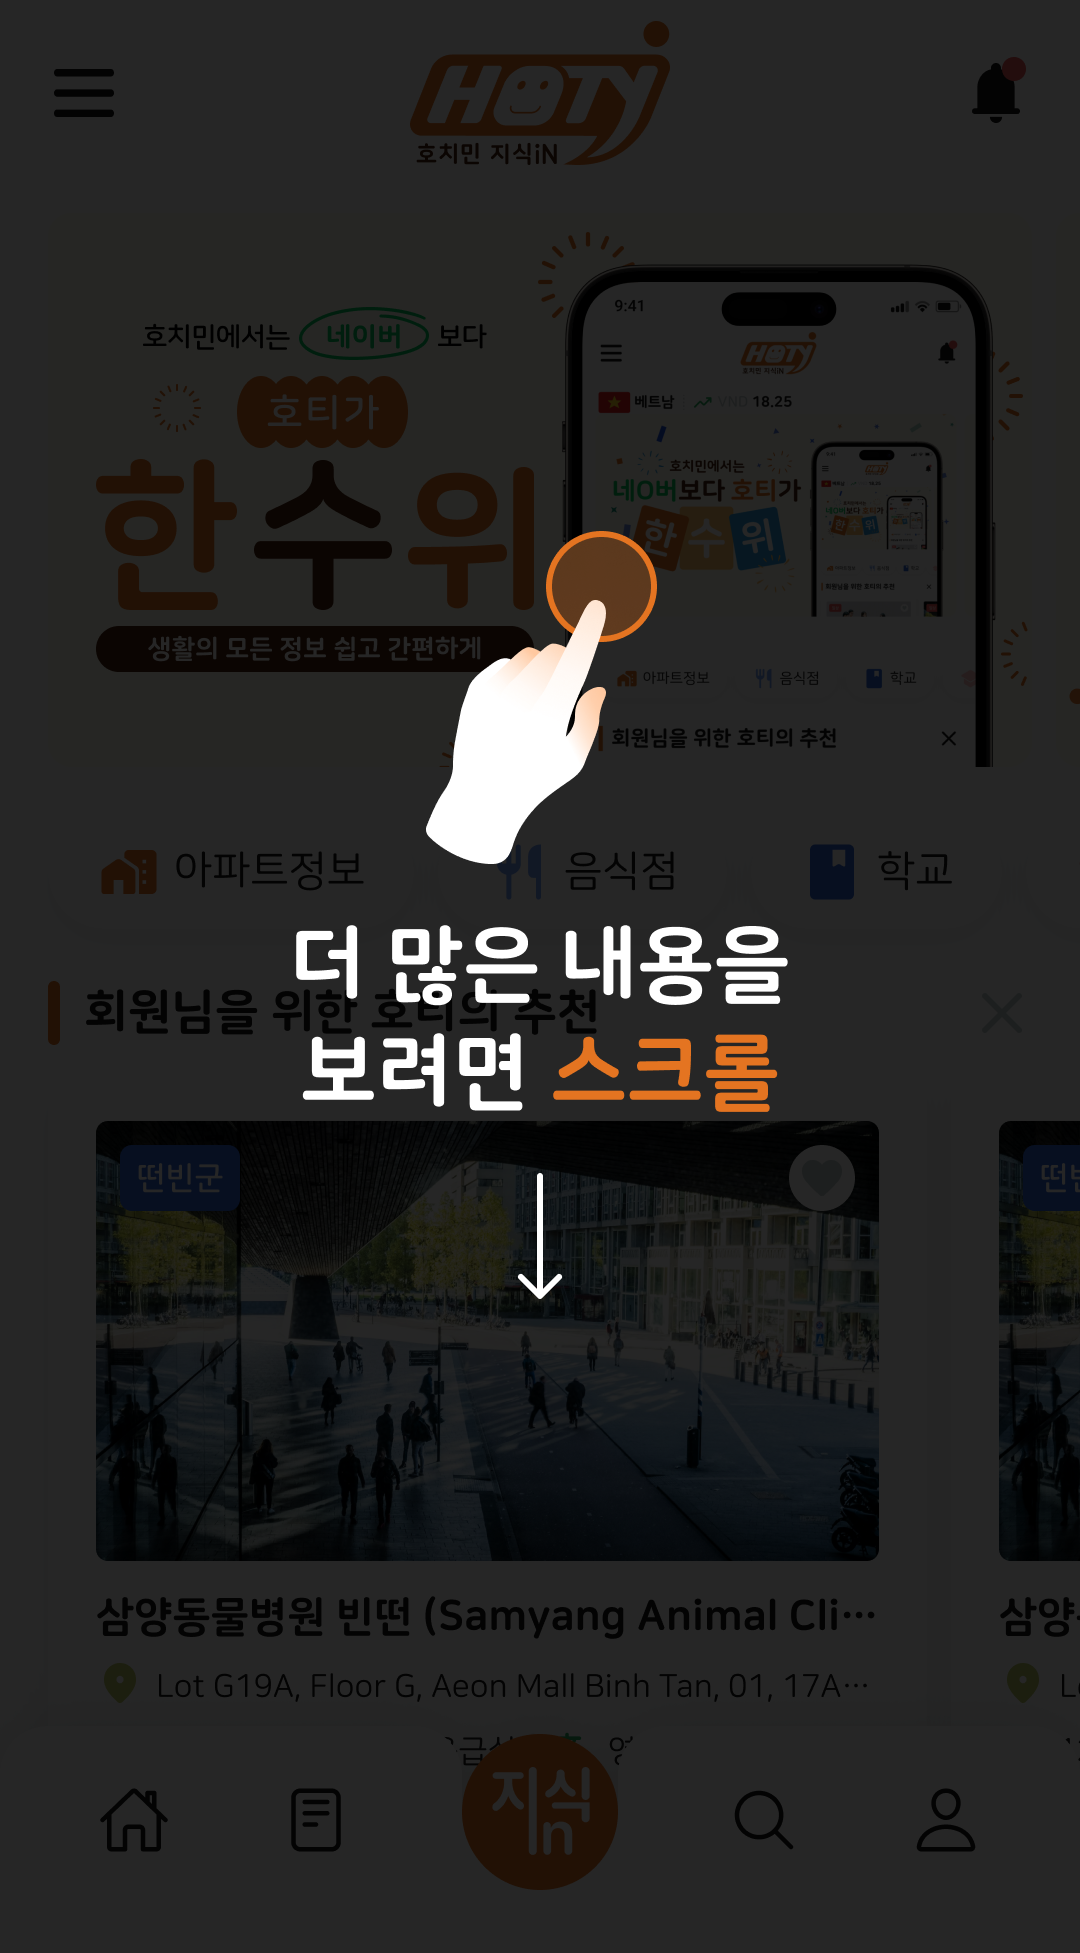 HOTY
호치민 지식iN
호치민에서는 네이버 보다
호티가
한수위
생활의 모든 정보 쉽고 간편하게
9:41
HOTY
호치민 지식iN
베트남 VND 18.25
호치민에서는
네이버보다 호티가
한수위
아파트정보 음식점 학교
회원님을 위한 호티의 추천
아파트정보 음식점 학교
더 많은 내용을
회원님을 위한 호티의 추천
보려면 스크롤
떤빈군
삼양동물병원 빈떤 (Samyang Animal Cli···
삼양
Lot G19A, Floor G, Aeon Mall Binh Tan, 01, 17A···
지식
in